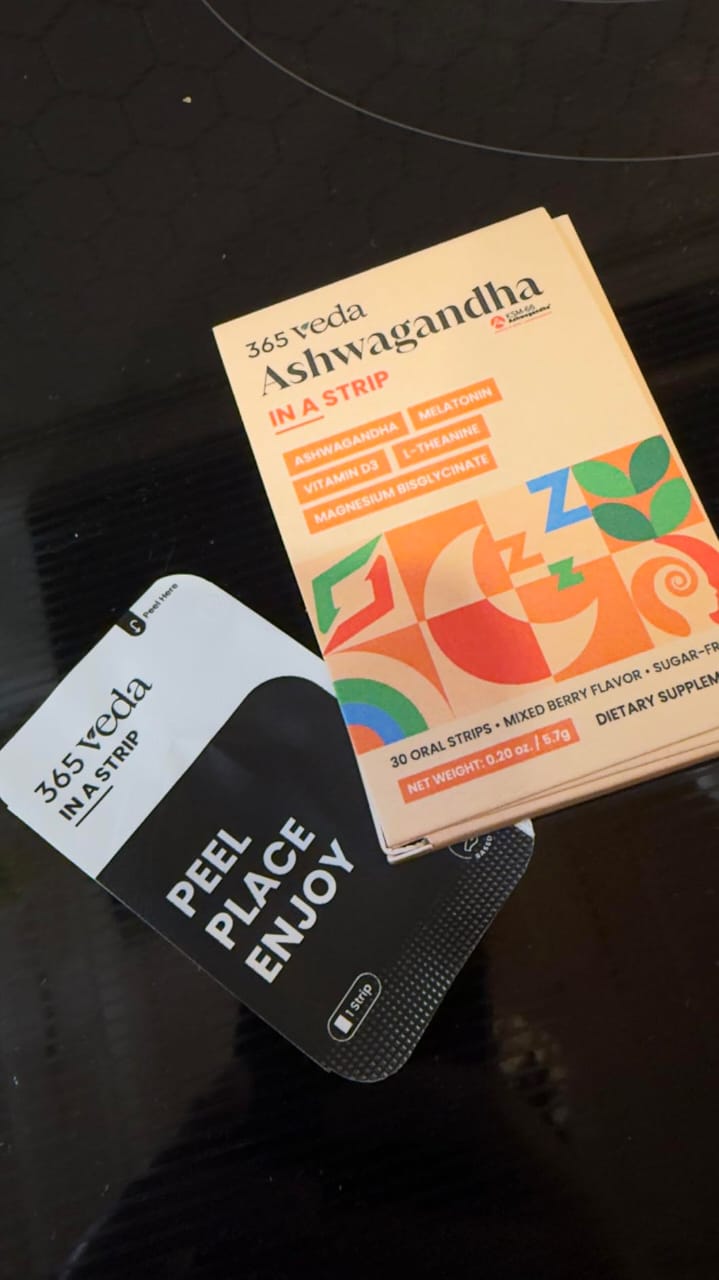 365 veda
Ashwagandha
KSM-66
Ashwagandha
IN A STRIP
ASHWAGANDHA MELATONIN
VITAMIN D3 L-THEANINE
MAGNESIUM BISGLYCINATE
Z
z
z
30 ORAL STRIPS • MIXED BERRY FLAVOR • SUGAR-FR
NET WEIGHT: 0.20 oz. / 5.7g DIETARY SUPPLEM
Peel Here
365 veda
IN A STRIP
PEEL
PLACE
ENJOY
1 Strip